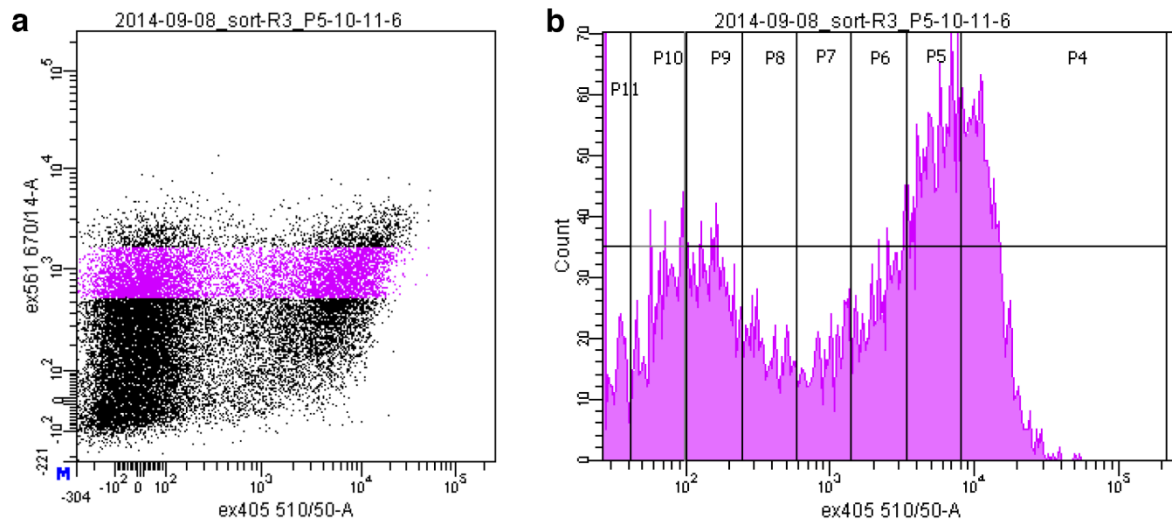 a
2014-09-08_sort-R3_P5-10-11-6
ex561 670/14-A
10^5
10^4
10^3
10^2
0
-10^2
-221
M
-304
-10^2 0 10^2 10^3 10^4 10^5
ex405 510/50-A
b
2014-09-08_sort-R3_P5-10-11-6
Count
70
60
50
40
30
20
10
0
P11 P10 P9 P8 P7 P6 P5 P4
10^2 10^3 10^4 10^5
ex405 510/50-A